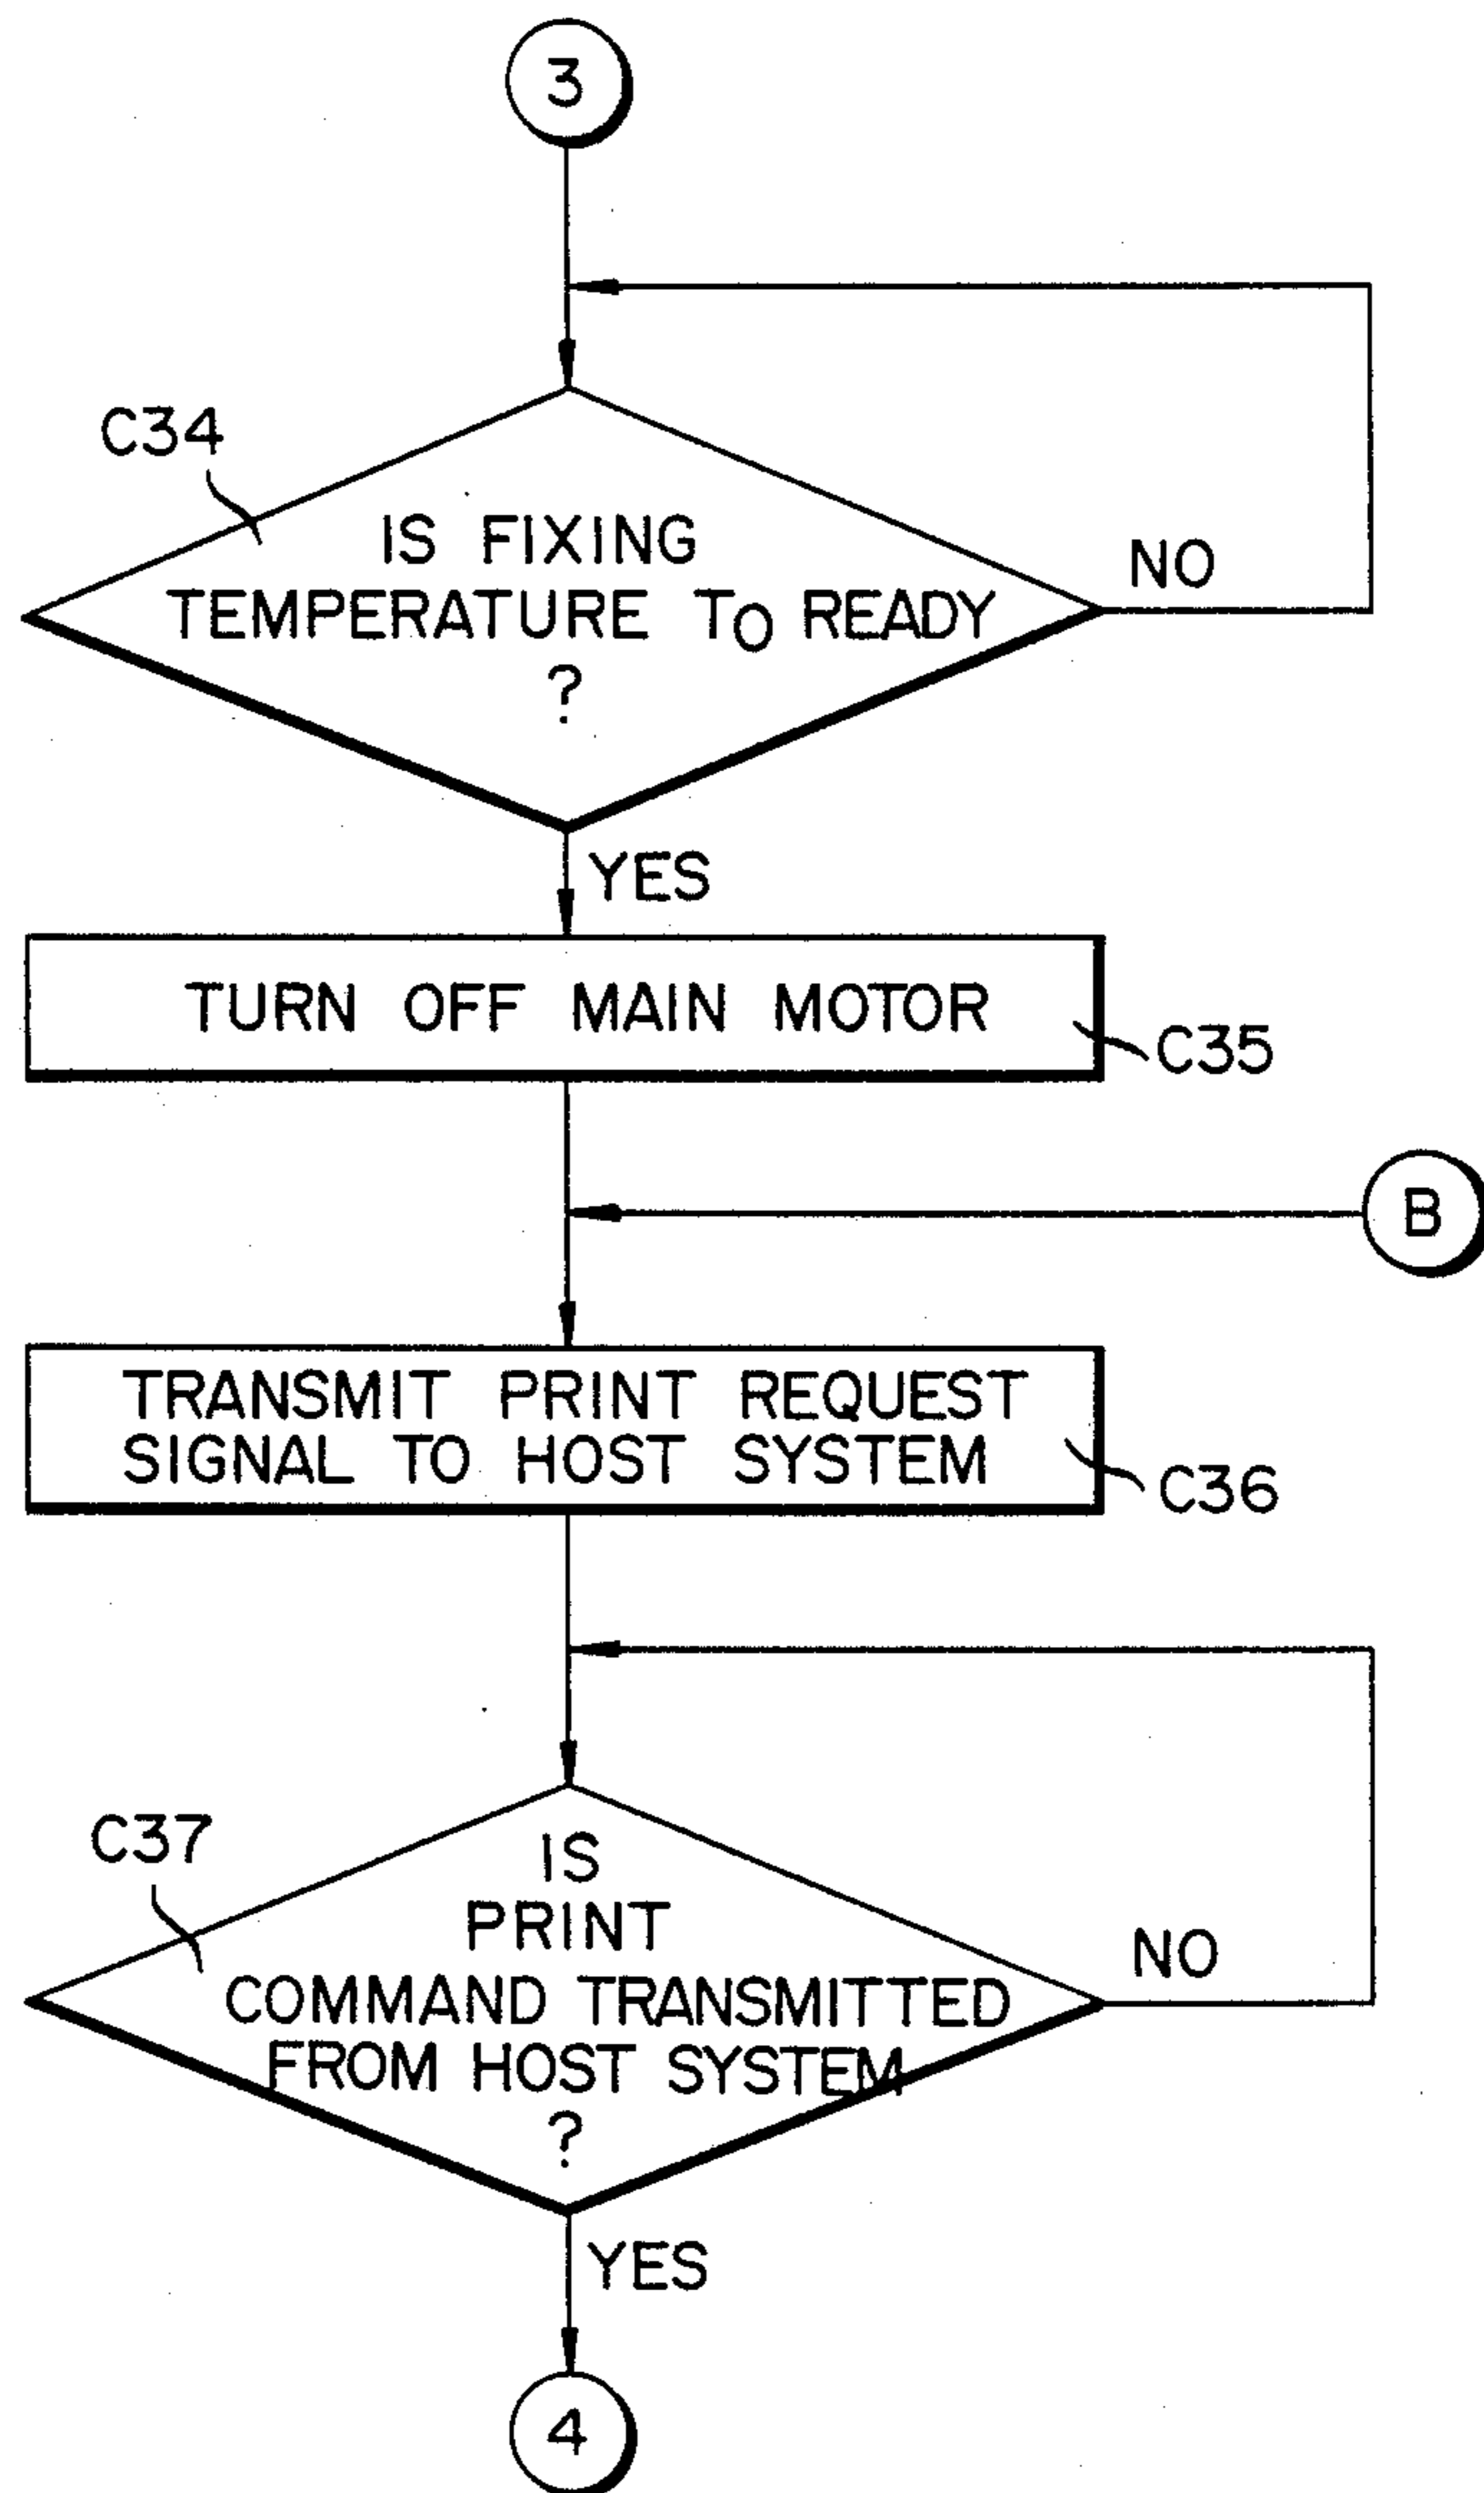 3
C34
IS FIXING
TEMPERATURE TO READY
?
NO
YES
TURN OFF MAIN MOTOR
C35
B
TRANSMIT PRINT REQUEST
SIGNAL TO HOST SYSTEM
C36
C37
IS
PRINT
COMMAND TRANSMITTED
FROM HOST SYSTEM
?
NO
YES
4